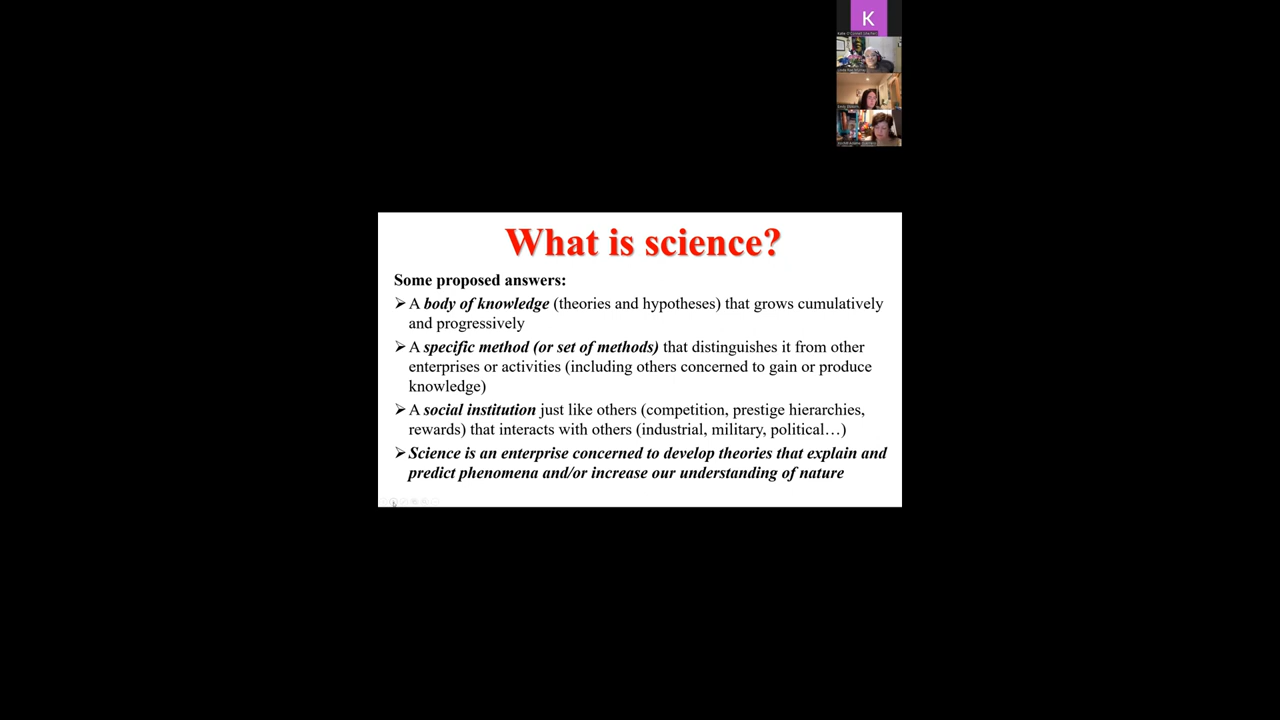 K
What is science?
Some proposed answers:
➢A body of knowledge (theories and hypotheses) that grows cumulatively
and progressively
➢A specific method (or set of methods) that distinguishes it from other
enterprises or activities (including others concerned to gain or produce
knowledge)
➢A social institution just like others (competition, prestige hierarchies,
rewards) that interacts with others (industrial, military, political…)
➢Science is an enterprise concerned to develop theories that explain and
predict phenomena and/or increase our understanding of nature